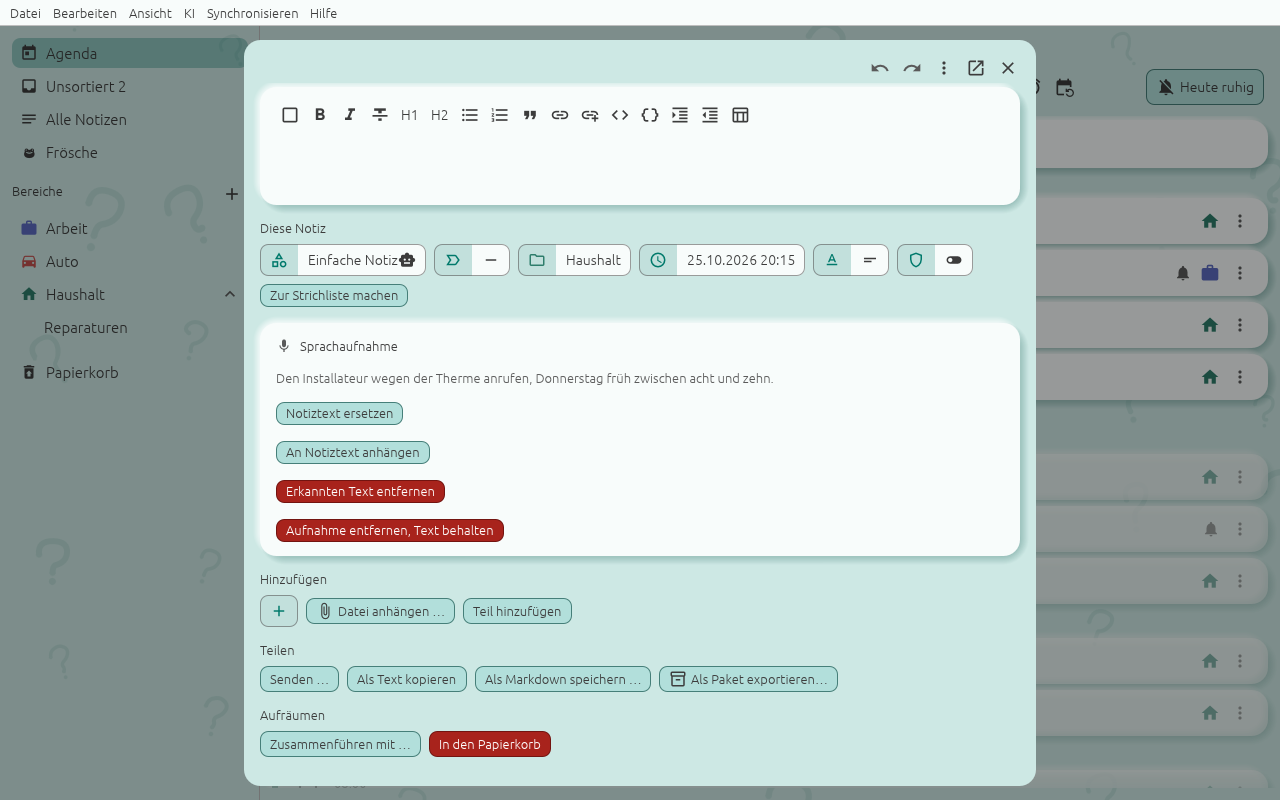 Datei Bearbeiten Ansicht KI Synchronisieren Hilfe
Agenda
Unsortiert 2
Alle Notizen
Frösche
Bereiche
Arbeit
Auto
Haushalt
Reparaturen
Papierkorb
Heute ruhig
B I H1 H2
Diese Notiz
Einfache Notiz
Haushalt
25.10.2026 20:15
Zur Strichliste machen
Sprachaufnahme
Den Installateur wegen der Therme anrufen, Donnerstag früh zwischen acht und zehn.
Notiztext ersetzen
An Notiztext anhängen
Erkannten Text entfernen
Aufnahme entfernen, Text behalten
Hinzufügen
Datei anhängen …
Teil hinzufügen
Teilen
Senden …
Als Text kopieren
Als Markdown speichern …
Als Paket exportieren…
Aufräumen
Zusammenführen mit …
In den Papierkorb